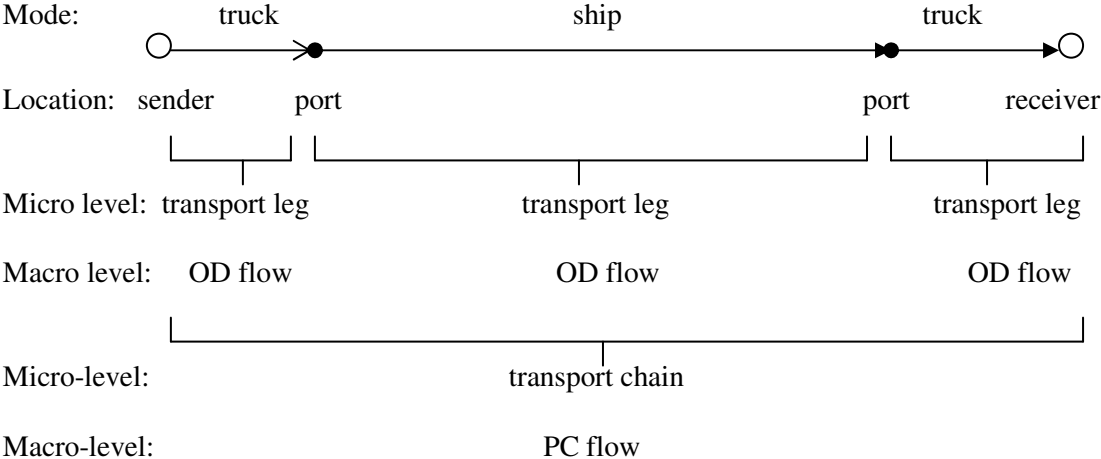 Mode: truck ship truck
Location: sender port port receiver
Micro level: transport leg transport leg transport leg
Macro level: OD flow OD flow OD flow
Micro-level: transport chain
Macro-level: PC flow